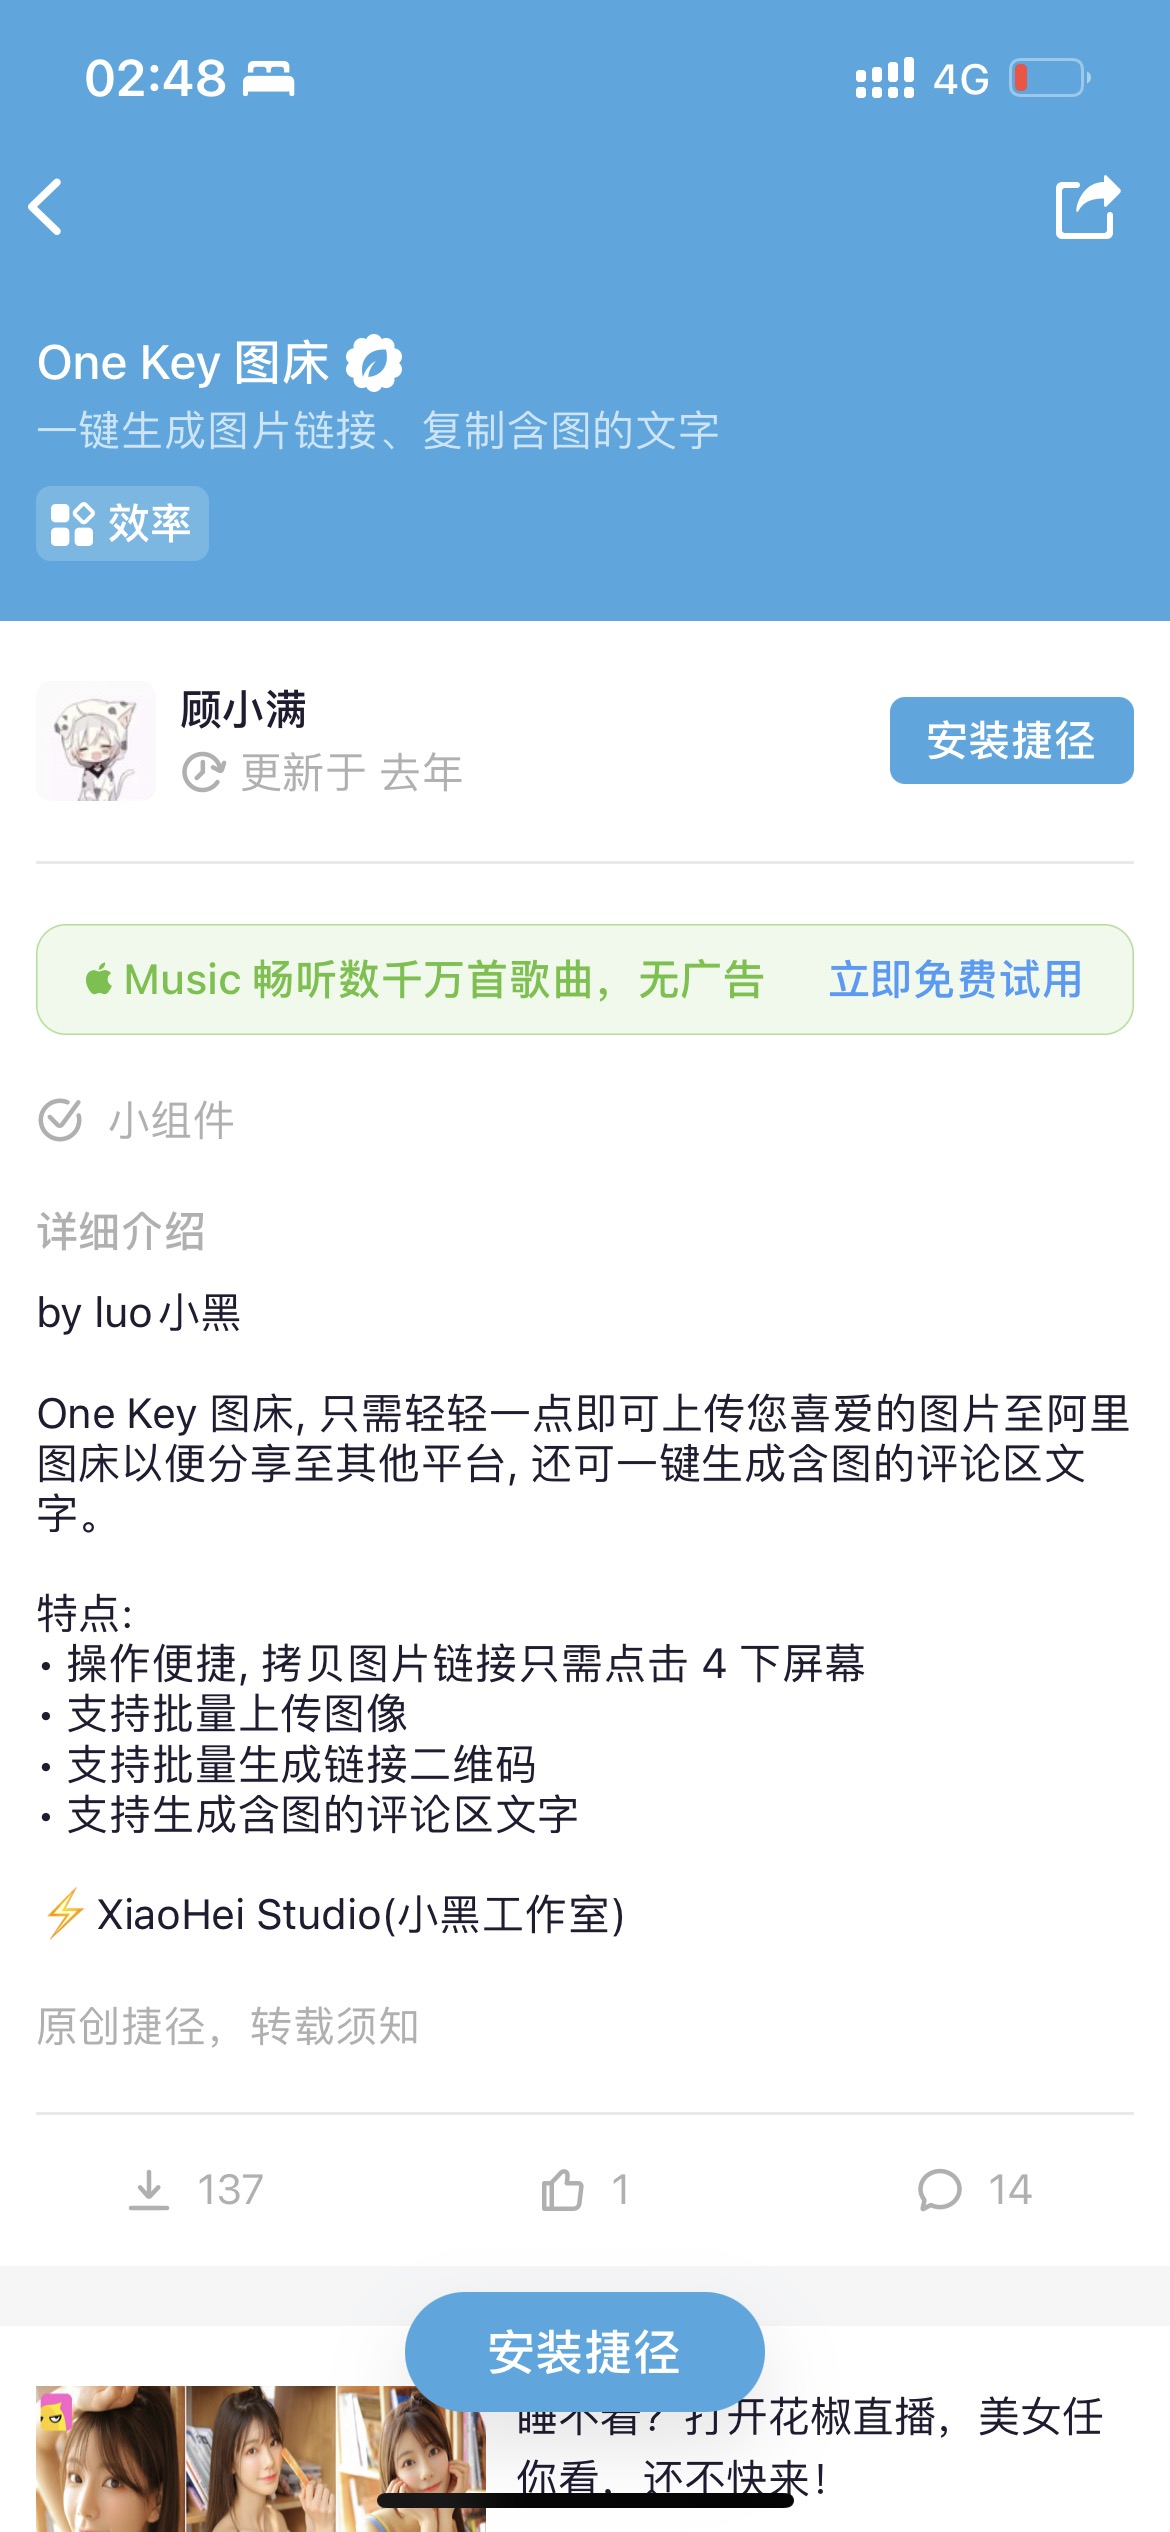 02:48
4G
One Key 图床
一键生成图片链接、复制含图的文字
效率
顾小满
更新于 去年
安装捷径
Music 畅听数千万首歌曲，无广告 立即免费试用
小组件
详细介绍
by luo小黑
One Key 图床, 只需轻轻一点即可上传您喜爱的图片至阿里
图床以便分享至其他平台, 还可一键生成含图的评论区文
字。
特点:
• 操作便捷, 拷贝图片链接只需点击 4 下屏幕
• 支持批量上传图像
• 支持批量生成链接二维码
• 支持生成含图的评论区文字
⚡XiaoHei Studio(小黑工作室)
原创捷径，转载须知
137 1 14
安装捷径
睡不着？打开花椒直播，美女任
你看，还不快来！